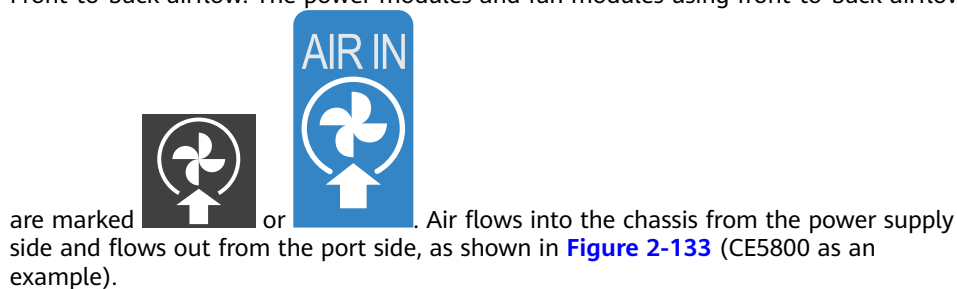 Front-to-back airflow: The power modules and fan modules using front-to-back airflow
AIR IN
are marked or . Air flows into the chassis from the power supply
side and flows out from the port side, as shown in Figure 2-133 (CE5800 as an
example).